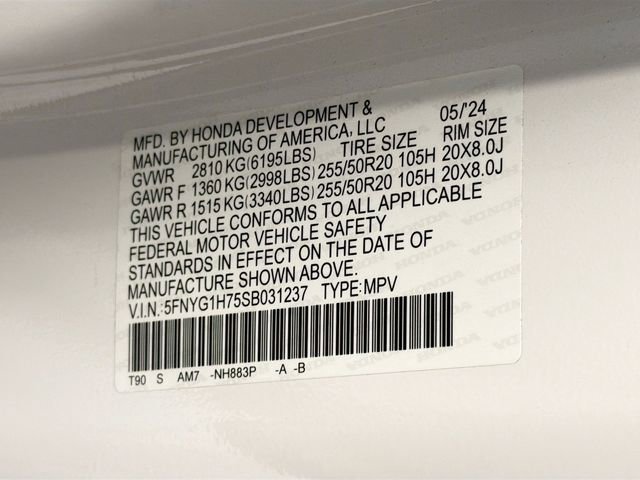 MFD. BY HONDA DEVELOPMENT & 05/'24
MANUFACTURING OF AMERICA, LLC
GVWR 2810 KG(6195LBS) TIRE SIZE RIM SIZE
GAWR F 1360 KG(2998LBS) 255/50R20 105H 20X8.0J
GAWR R 1515 KG(3340LBS) 255/50R20 105H 20X8.0J
THIS VEHICLE CONFORMS TO ALL APPLICABLE
FEDERAL MOTOR VEHICLE SAFETY
STANDARDS IN EFFECT ON THE DATE OF
MANUFACTURE SHOWN ABOVE.
V.I.N.:5FNYG1H75SB031237 TYPE:MPV
T90 S AM7 -NH883P -A -B